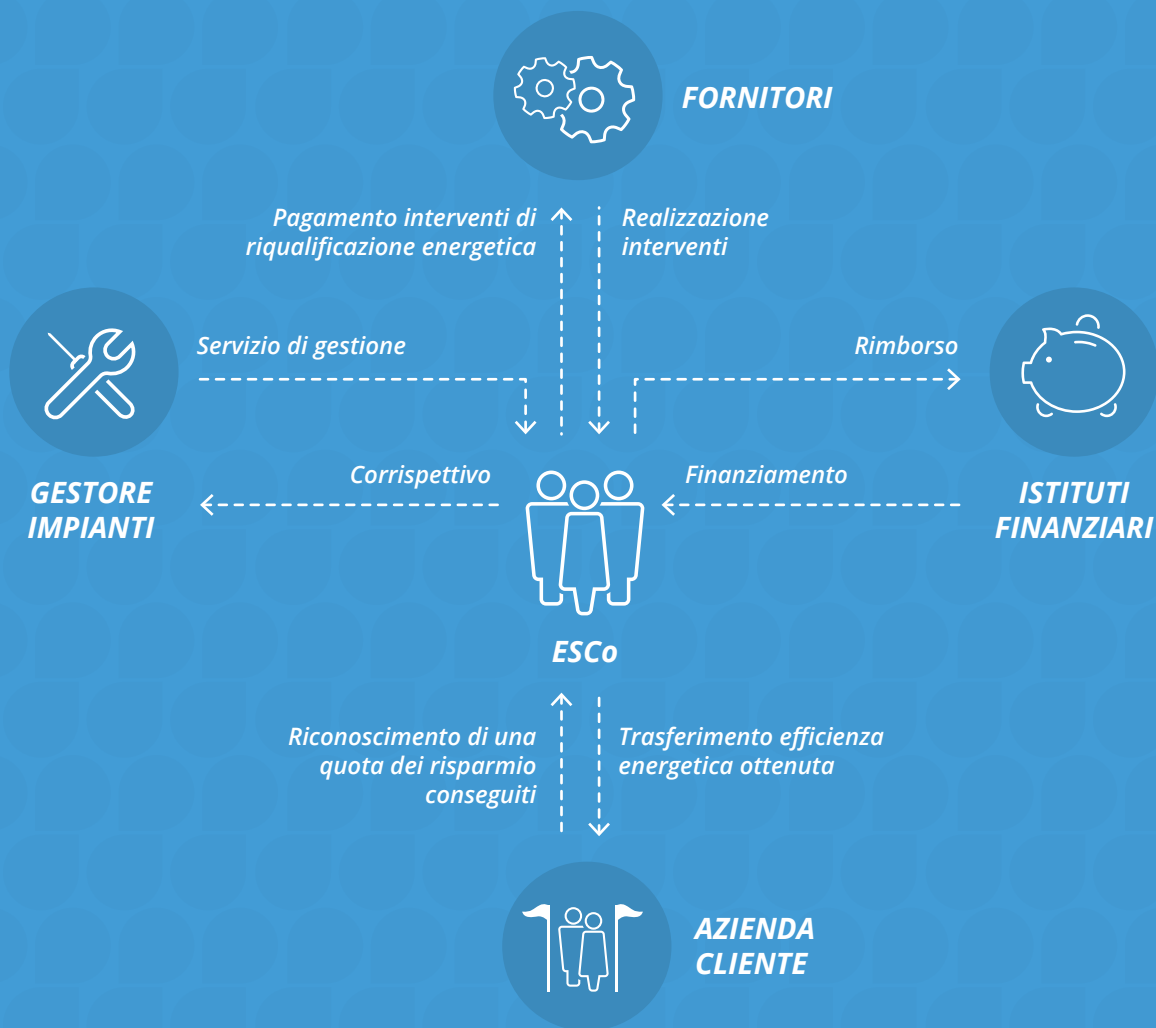 FORNITORI
Pagamento interventi di
riqualificazione energetica
Realizzazione
interventi
Servizio di gestione
Rimborso
Corrispettivo
Finanziamento
GESTORE
IMPIANTI
ISTITUTI
FINANZIARI
ESCo
Riconoscimento di una
quota dei risparmio
conseguiti
Trasferimento efficienza
energetica ottenuta
AZIENDA
CLIENTE